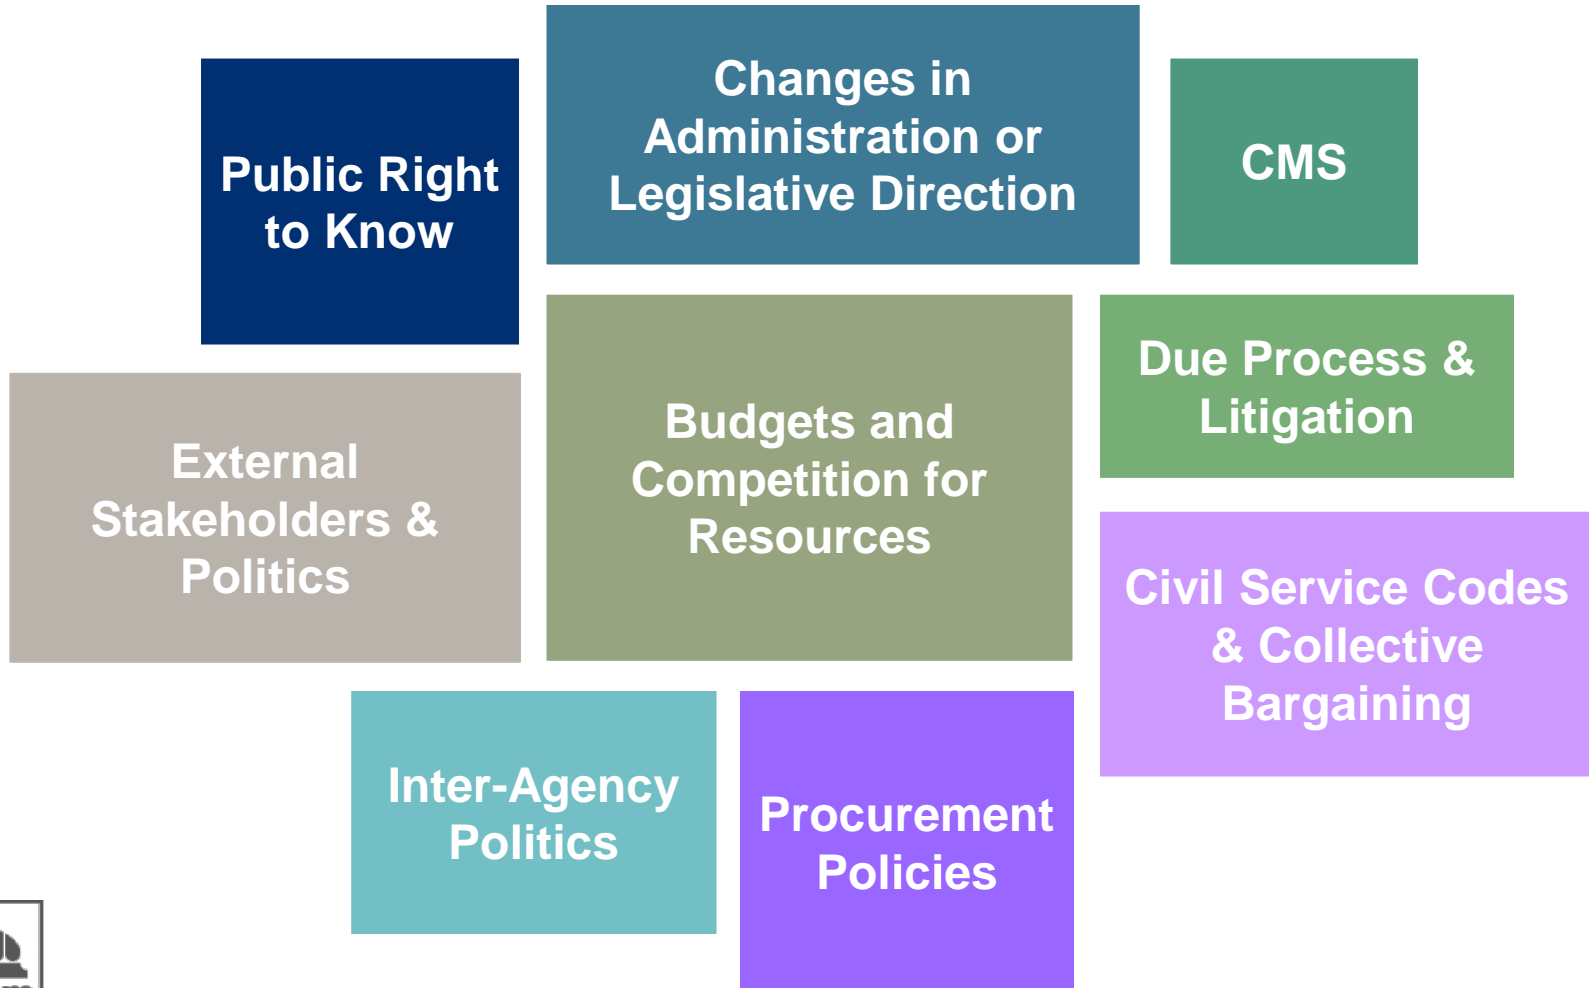 Public Right
to Know
Changes in
Administration or
Legislative Direction
CMS
External
Stakeholders &
Politics
Budgets and
Competition for
Resources
Due Process &
Litigation
Civil Service Codes
& Collective
Bargaining
Inter-Agency
Politics
Procurement
Policies